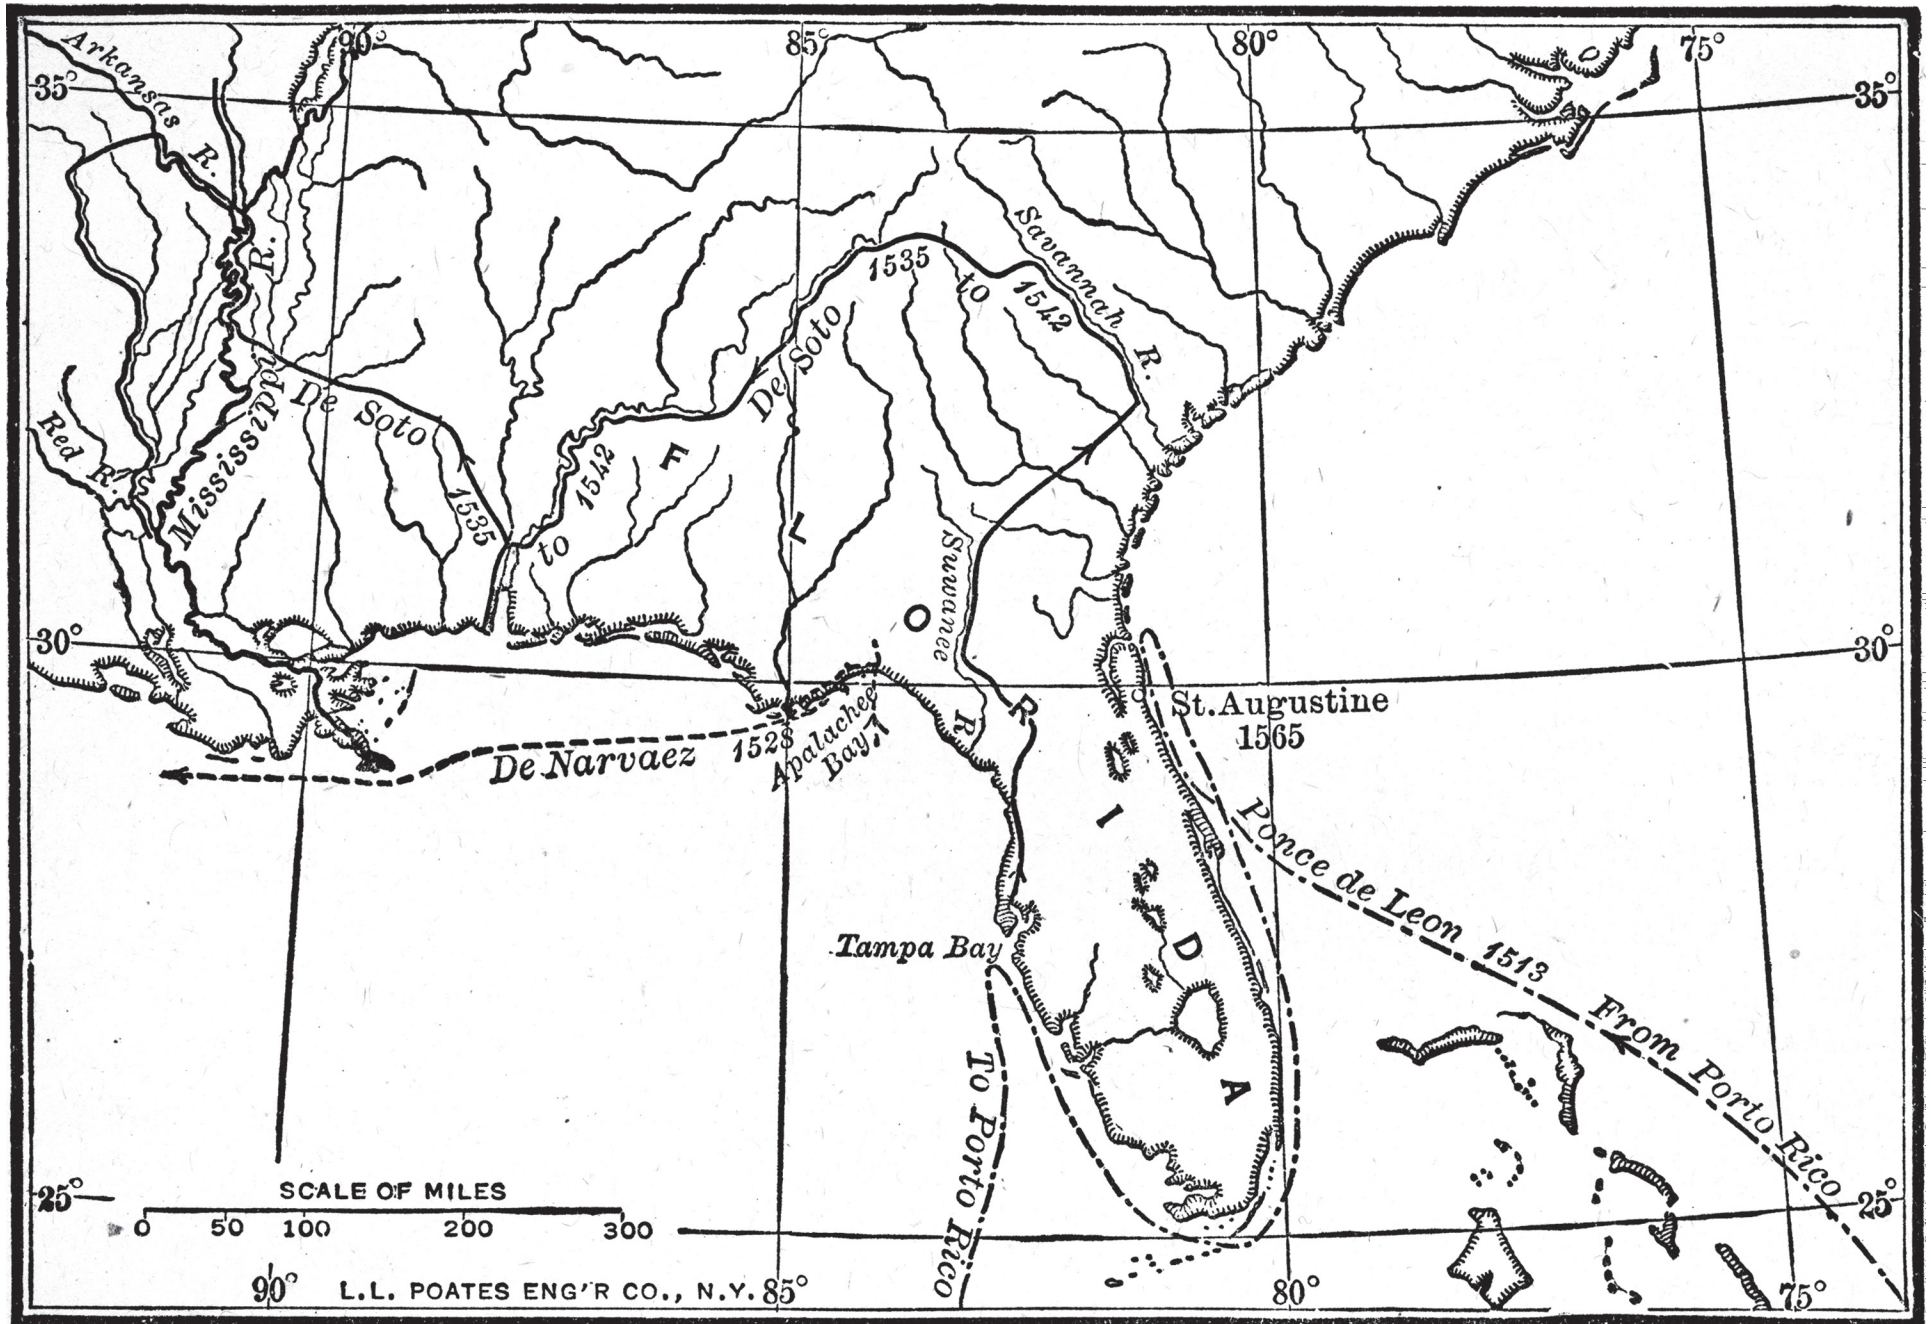 90°
85°
80°
75°
Arkansas R.
35°
35°
Mississippi R.
Savannah R.
1535 to 1542
De Soto
De Soto
1535 to 1542
Red R.
Suwanee R
F L O R I D A
30°
30°
St. Augustine
1565
De Narvaez 1528
Apalachee
Bay
Ponce de Leon 1513 From Porto Rico
Tampa Bay
To Porto Rico
25°
25°
SCALE OF MILES
0 50 100 200 300
90°
85°
80°
75°
L.L. POATES ENG'R CO., N.Y.